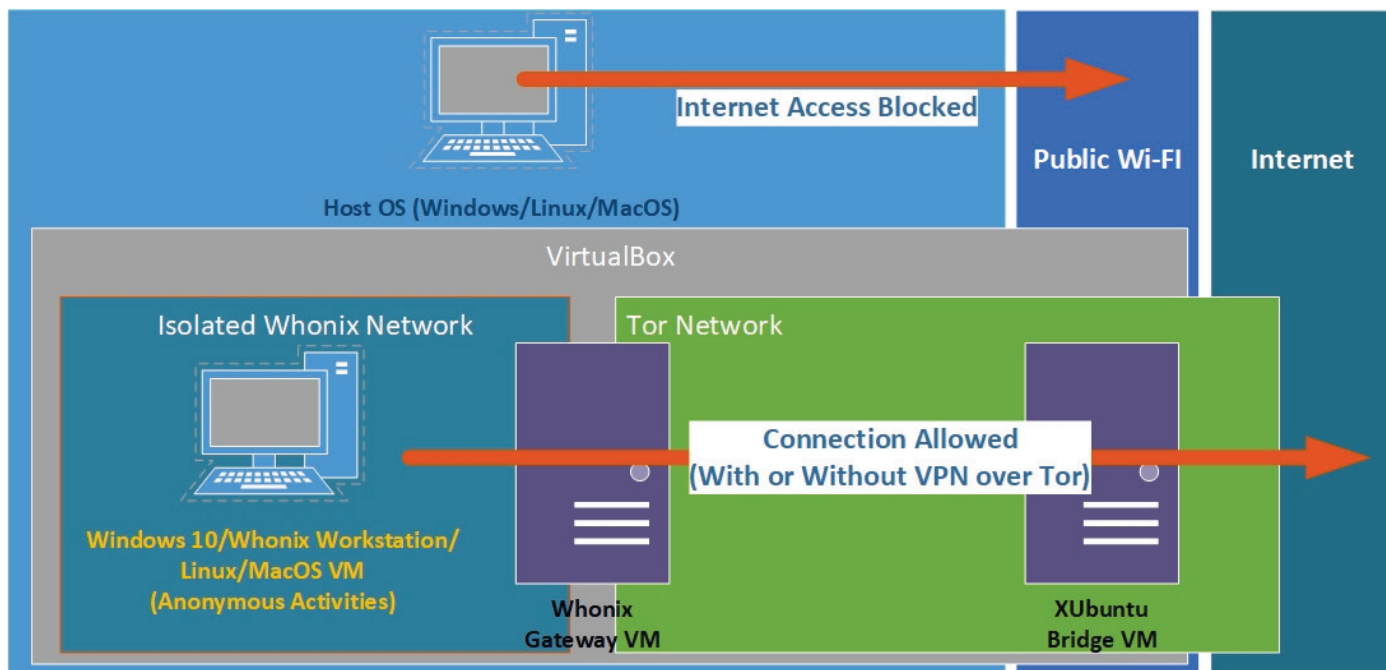 Internet Access Blocked
Public Wi-FI
Internet
Host OS (Windows/Linux/MacOS)
VirtualBox
Isolated Whonix Network
Tor Network
Connection Allowed
(With or Without VPN over Tor)
Windows 10/Whonix Workstation/
Linux/MacOS VM
(Anonymous Activities)
Whonix
Gateway VM
XUbuntu
Bridge VM